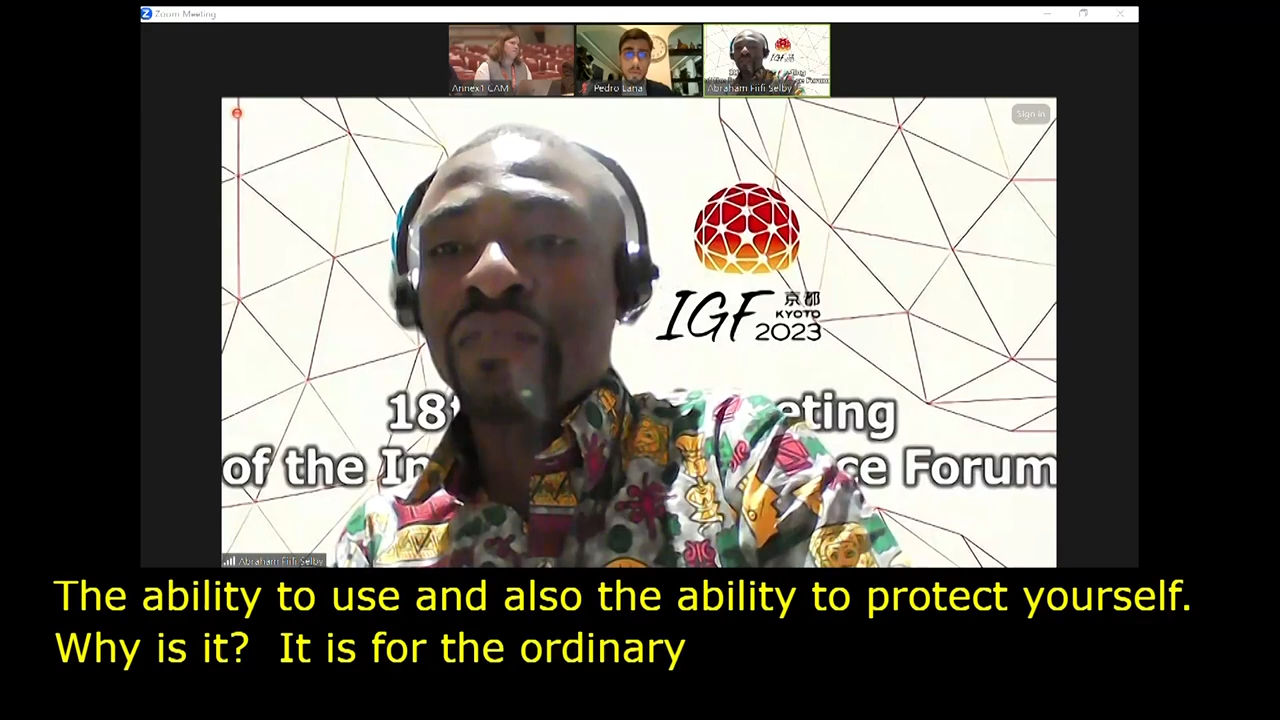 Zoom Meeting
Annex1 CAM
Pedro Lana
Abraham Fiifi Selby
Sign in
IGF 京都
KYOTO
2023
18 eting
of the In ce Forum
Abraham Fiifi Selby
The ability to use and also the ability to protect yourself.
Why is it?  It is for the ordinary